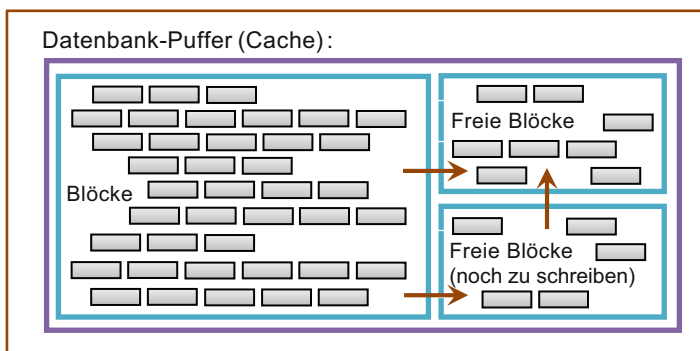 Datenbank-Puffer (Cache) :
Blöcke
Freie Blöcke
Freie Blöcke
(noch zu schreiben)